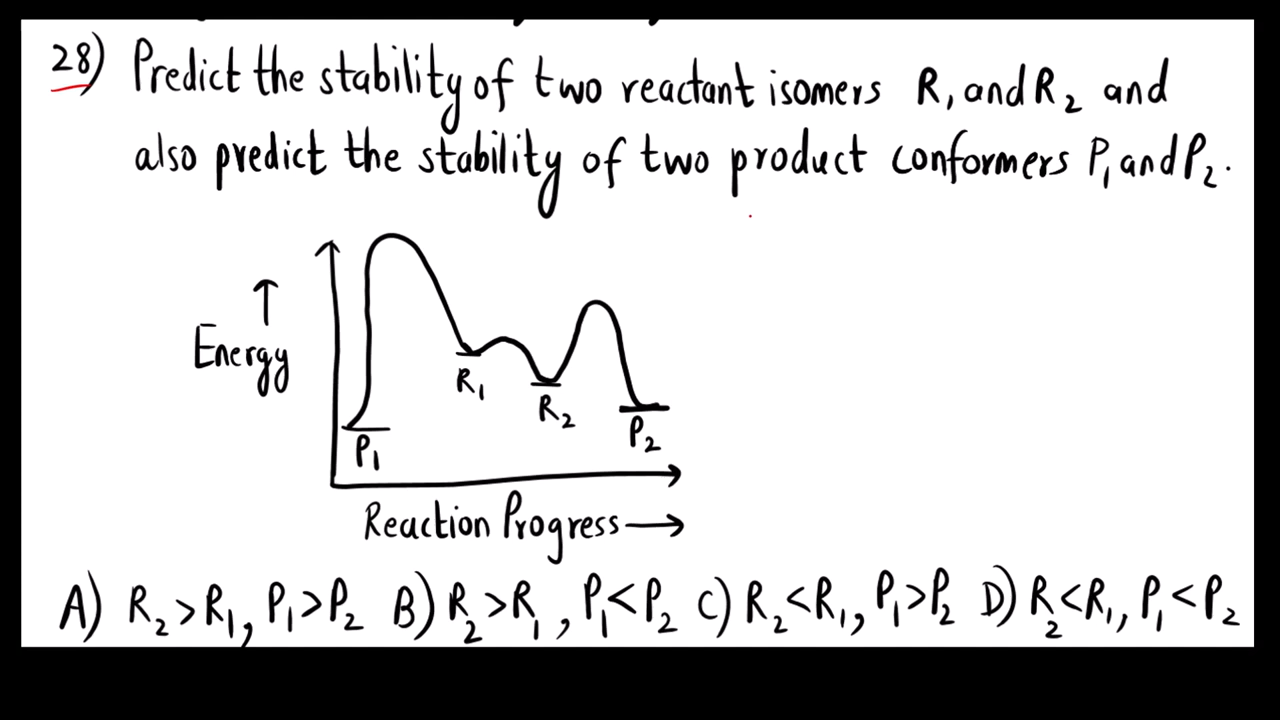 28) Predict the stability of two reactant isomers R₁ and R₂ and
also predict the stability of two product conformers P₁ and P₂.
↑
Energy
R₁
R₂
P₁
P₂
Reaction Progress →
A) R₂ > R₁, P₁ > P₂ B) R₂ > R₁, P₁ < P₂ C) R₂ < R₁, P₁ > P₂ D) R₂ < R₁, P₁ < P₂